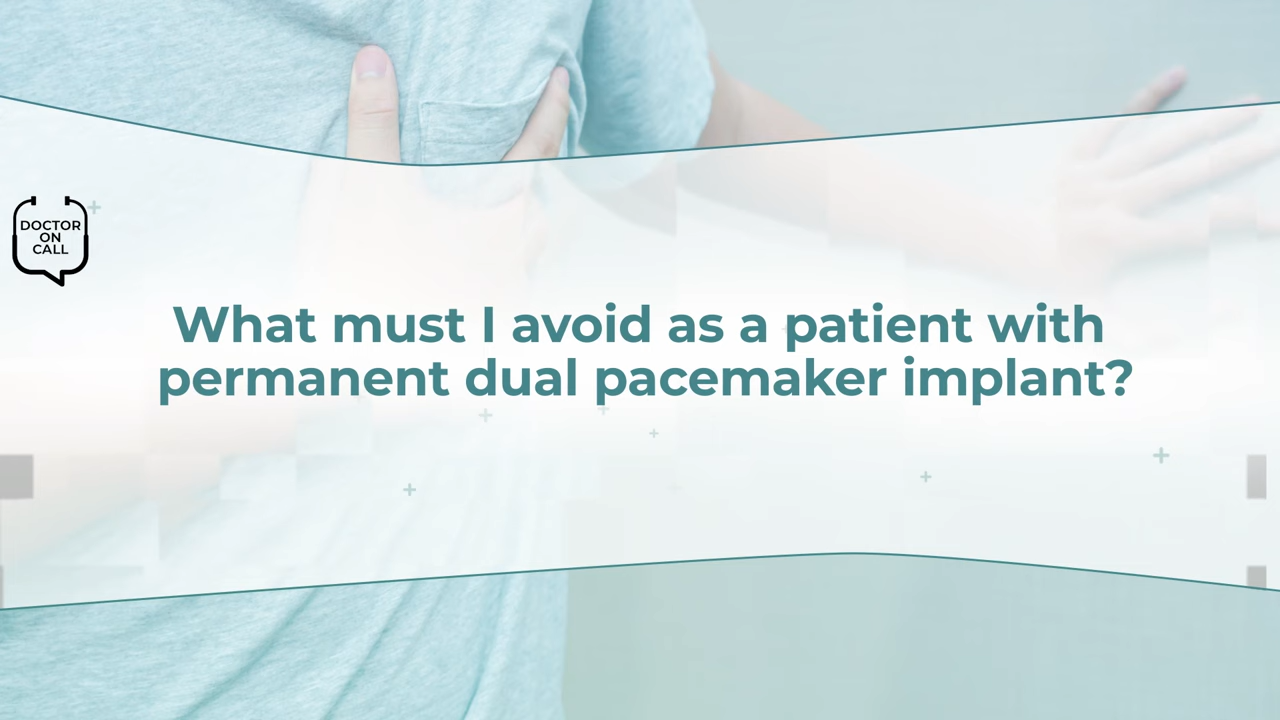 DOCTOR
ON
CALL
What must I avoid as a patient with
permanent dual pacemaker implant?